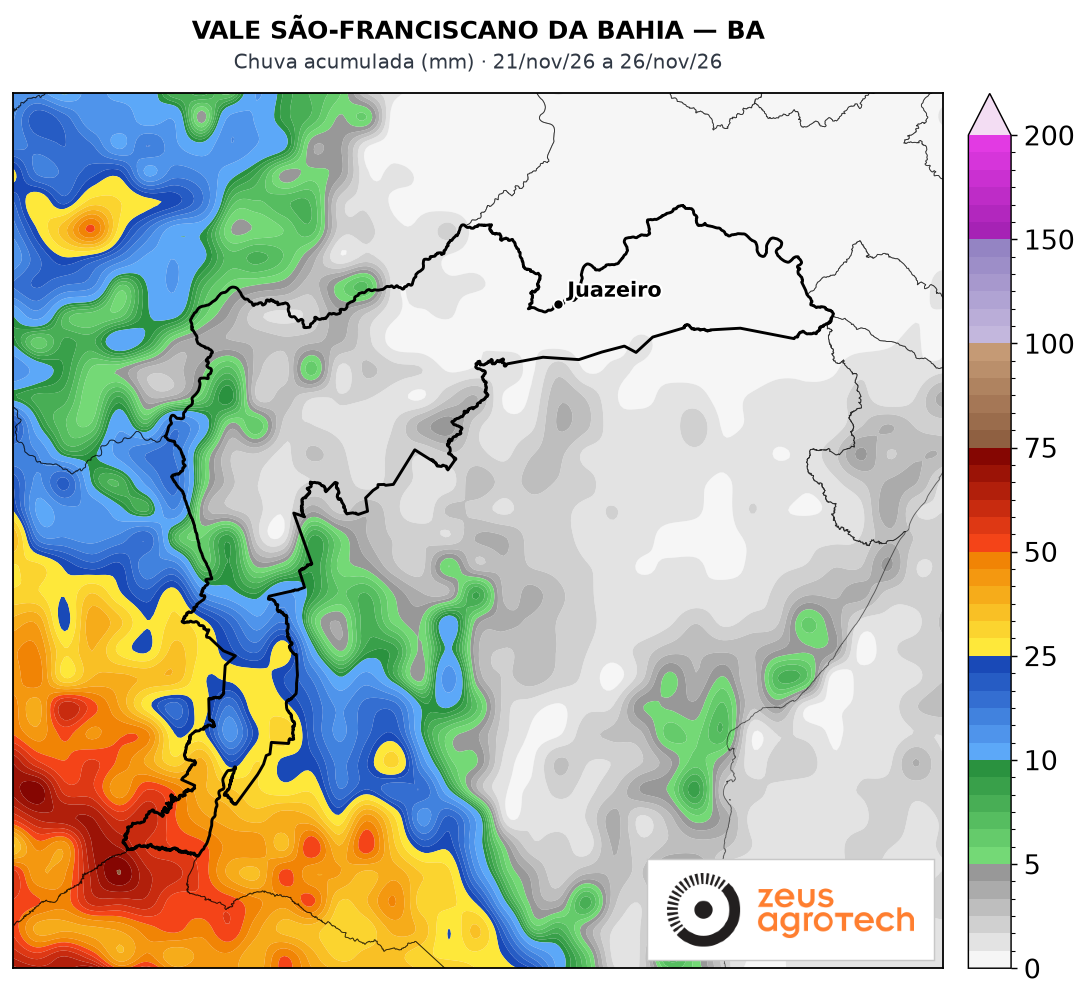 VALE SÃO-FRANCISCANO DA BAHIA — BA
Chuva acumulada (mm) · 21/nov/26 a 26/nov/26
200
150
100
75
50
25
10
5
0
Juazeiro
zeus
agrotech